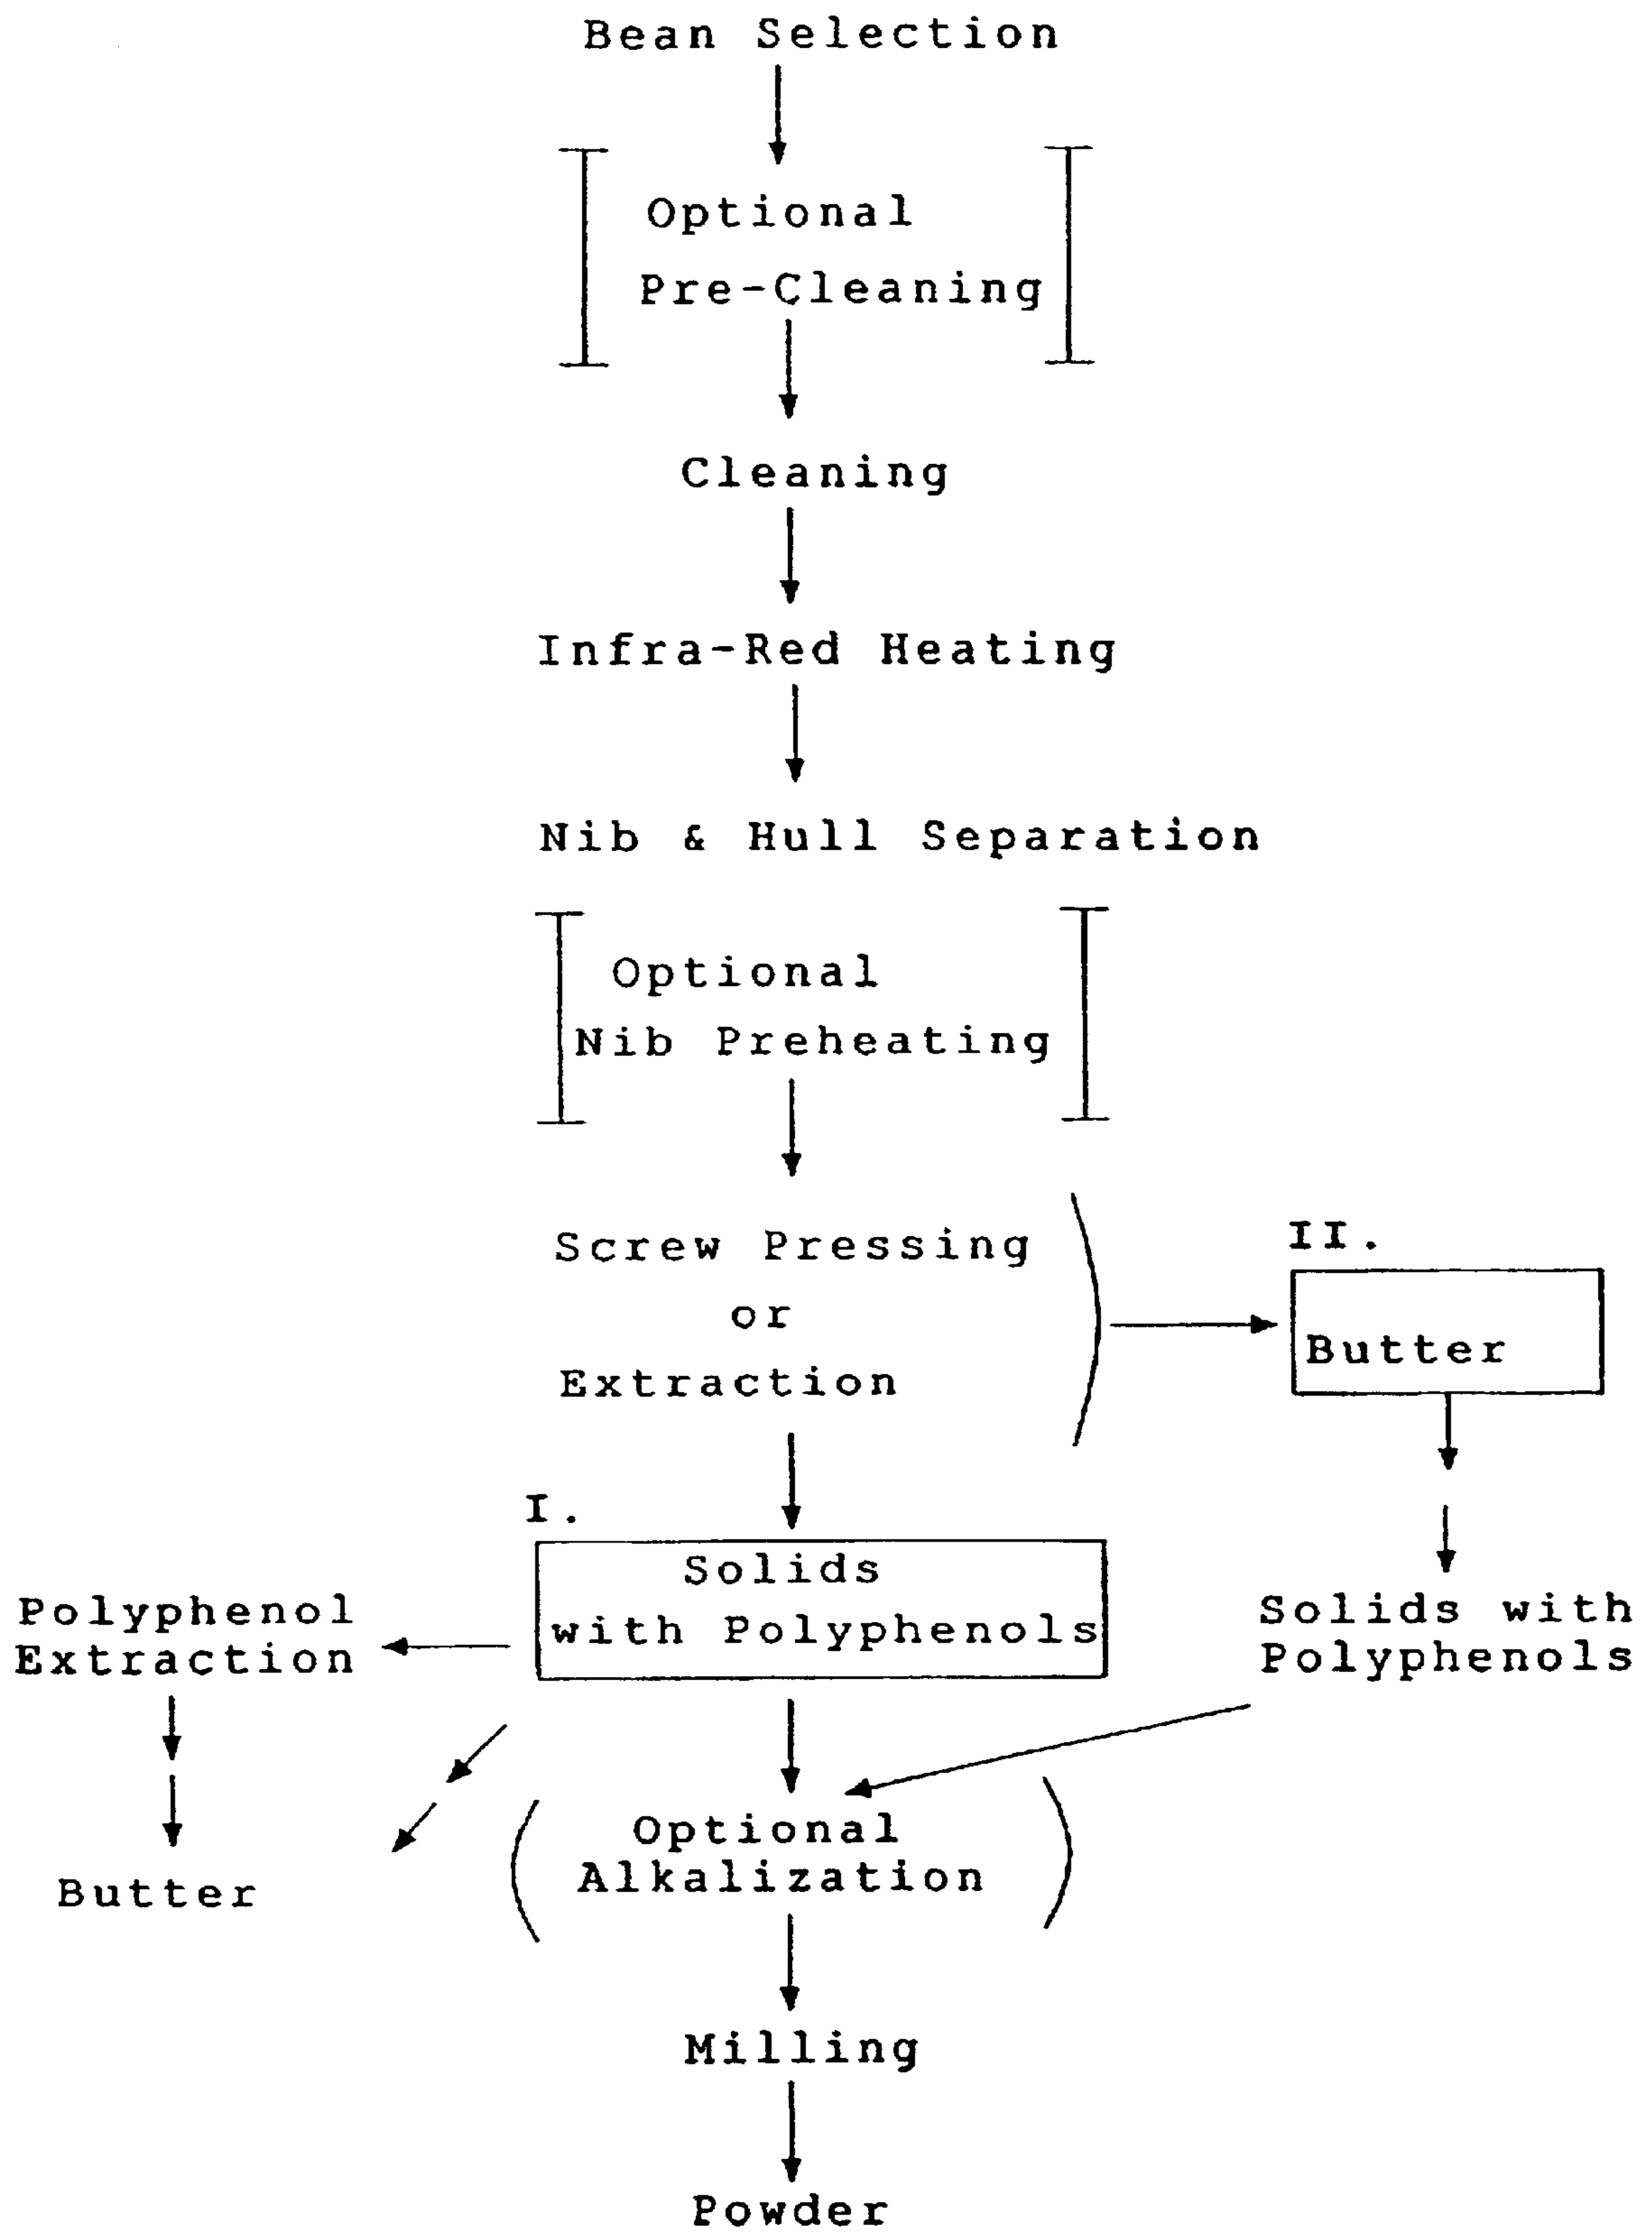 Bean Selection
Optional
Pre-Cleaning
Cleaning
Infra-Red Heating
Nib & Hull Separation
Optional
Nib Preheating
Screw Pressing
or
Extraction
II.
Butter
I.
Solids
with Polyphenols
Polyphenol
Extraction
Solids with
Polyphenols
Butter
Optional
Alkalization
Milling
Powder